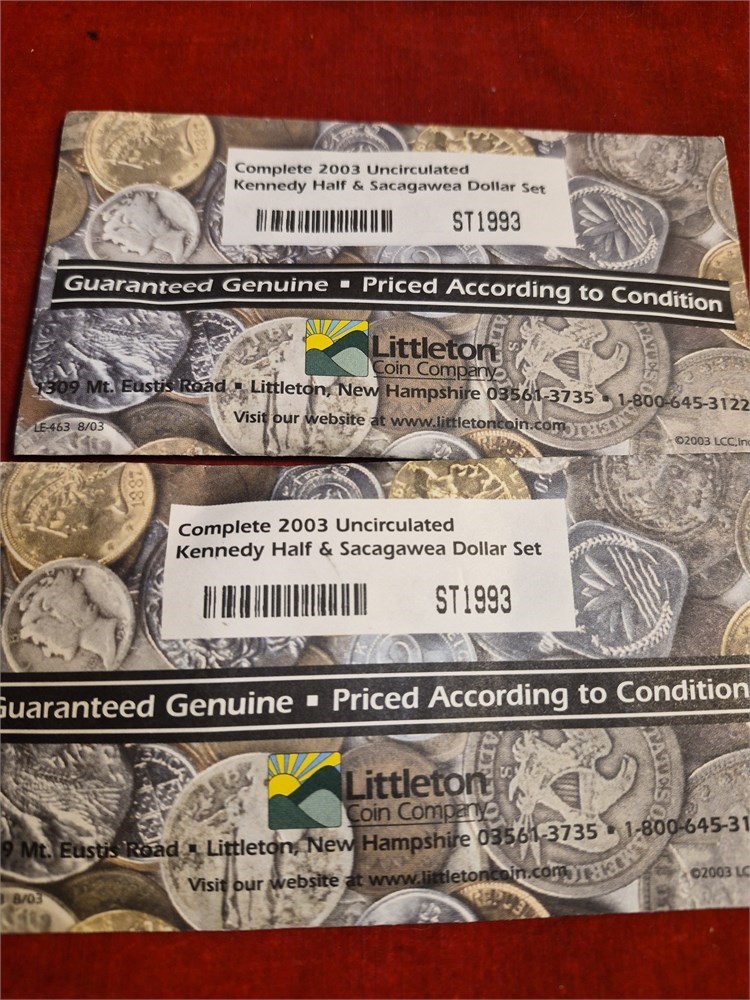 Complete 2003 Uncirculated
Kennedy Half & Sacagawea Dollar Set
ST1993
Guaranteed Genuine ▪ Priced According to Condition
Littleton
Coin Company
1309 Mt. Eustis Road ▪ Littleton, New Hampshire 03561-3735 ▪ 1-800-645-3122
Visit our website at www.littletoncoin.com
LE-463 8/03
©2003 LCC, Inc
Complete 2003 Uncirculated
Kennedy Half & Sacagawea Dollar Set
ST1993
Guaranteed Genuine ▪ Priced According to Condition
Littleton
Coin Company
9 Mt. Eustis Road ▪ Littleton, New Hampshire 03561-3735 ▪ 1-800-645-31
Visit our website at www.littletoncoin.com
8/03
©2003 LC